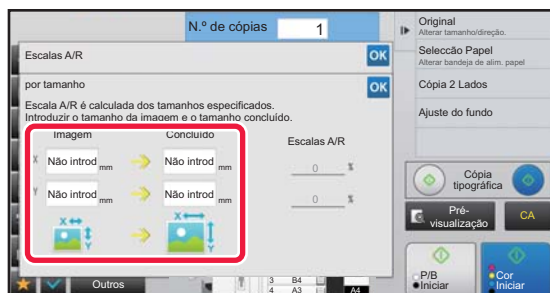 N.º de cópias
1
Original
Alterar tamanho/direção.
Escalas A/R
OK
Seleccão Papel
Alterar bandeja de alim. papel
por tamanho
OK
Cópia 2 Lados
Escala A/R é calculada dos tamanhos especificados.
Introduzir o tamanho da imagem e o tamanho concluído.
Ajuste do fundo
Imagem
Concluído
Escalas A/R
X
Não introd mm
Não introd mm
0 %
Y
Não introd mm
Não introd mm
0 %
Cópia
tipográfica
X
Y
X
Y
Pré-
visualização
CA
Outros
3 B4
4 A3
A4
P/B
Iniciar
Cor
Iniciar